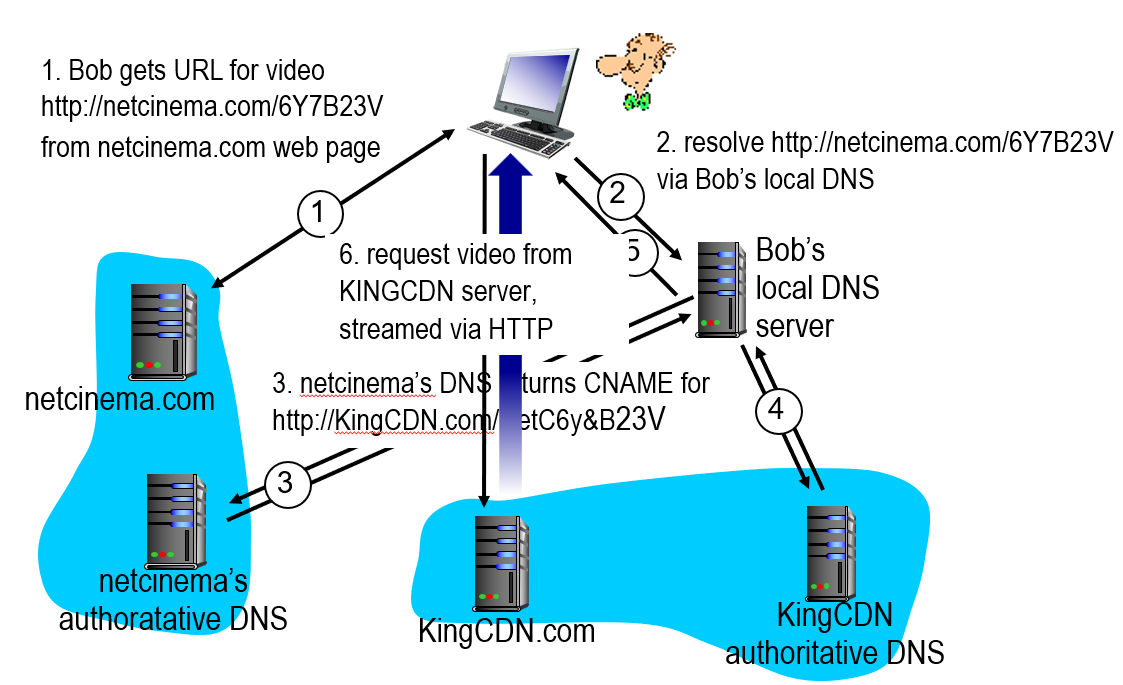 1. Bob gets URL for video
http://netcinema.com/6Y7B23V
from netcinema.com web page
2. resolve http://netcinema.com/6Y7B23V
via Bob's local DNS
1
2
5
6. request video from
KINGCDN server,
streamed via HTTP
Bob's
local DNS
server
netcinema.com
3. netcinema's DNS turns CNAME for
http://KingCDN.com/ etC6y&B23V
4
3
netcinema's
authoratative DNS
KingCDN.com
KingCDN
authoritative DNS